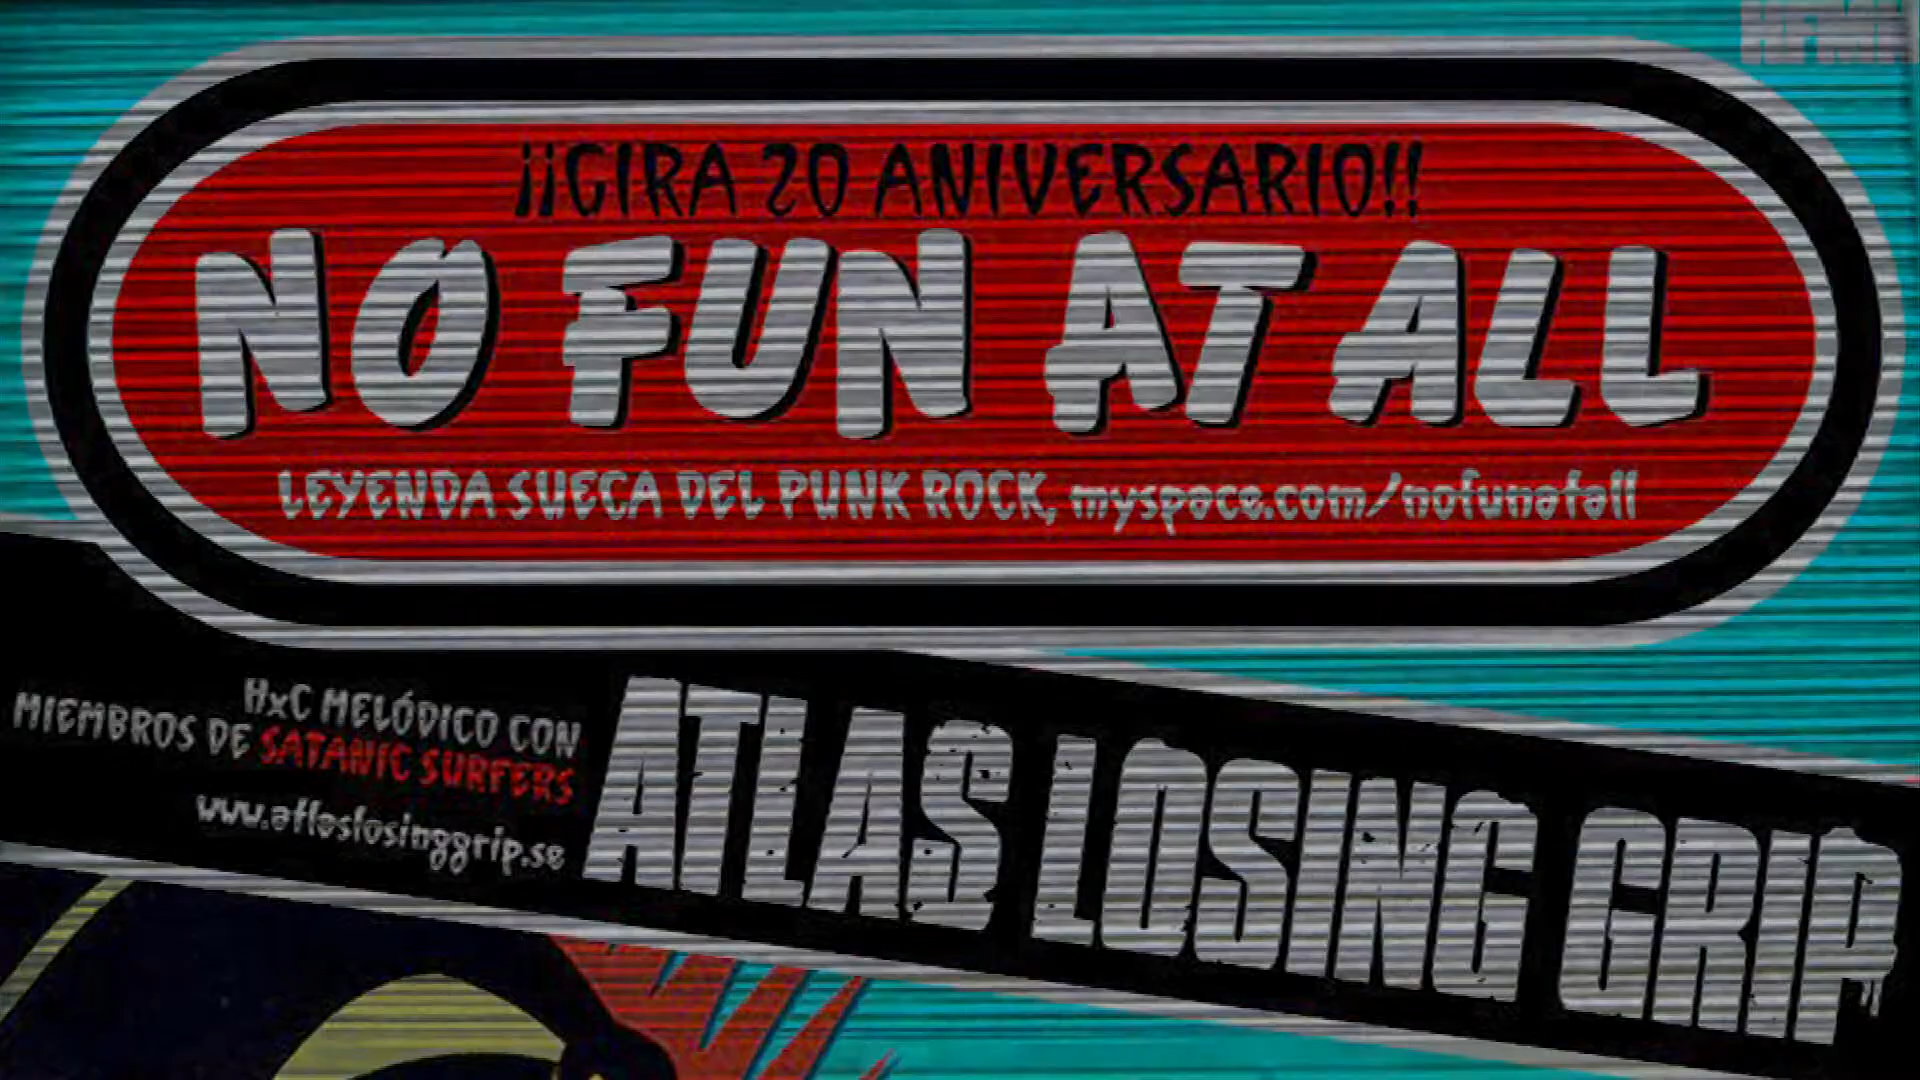 ¡¡GIRA 20 ANIVERSARIO!!
NO FUN AT ALL
LEYENDA SUECA DEL PUNK ROCK, myspace.com/nofunatall
HxC MELÓDICO CON
MIEMBROS DE SATANIC SURFERS
www.atlaslosinggrip.se
ATLAS LOSING GRIP